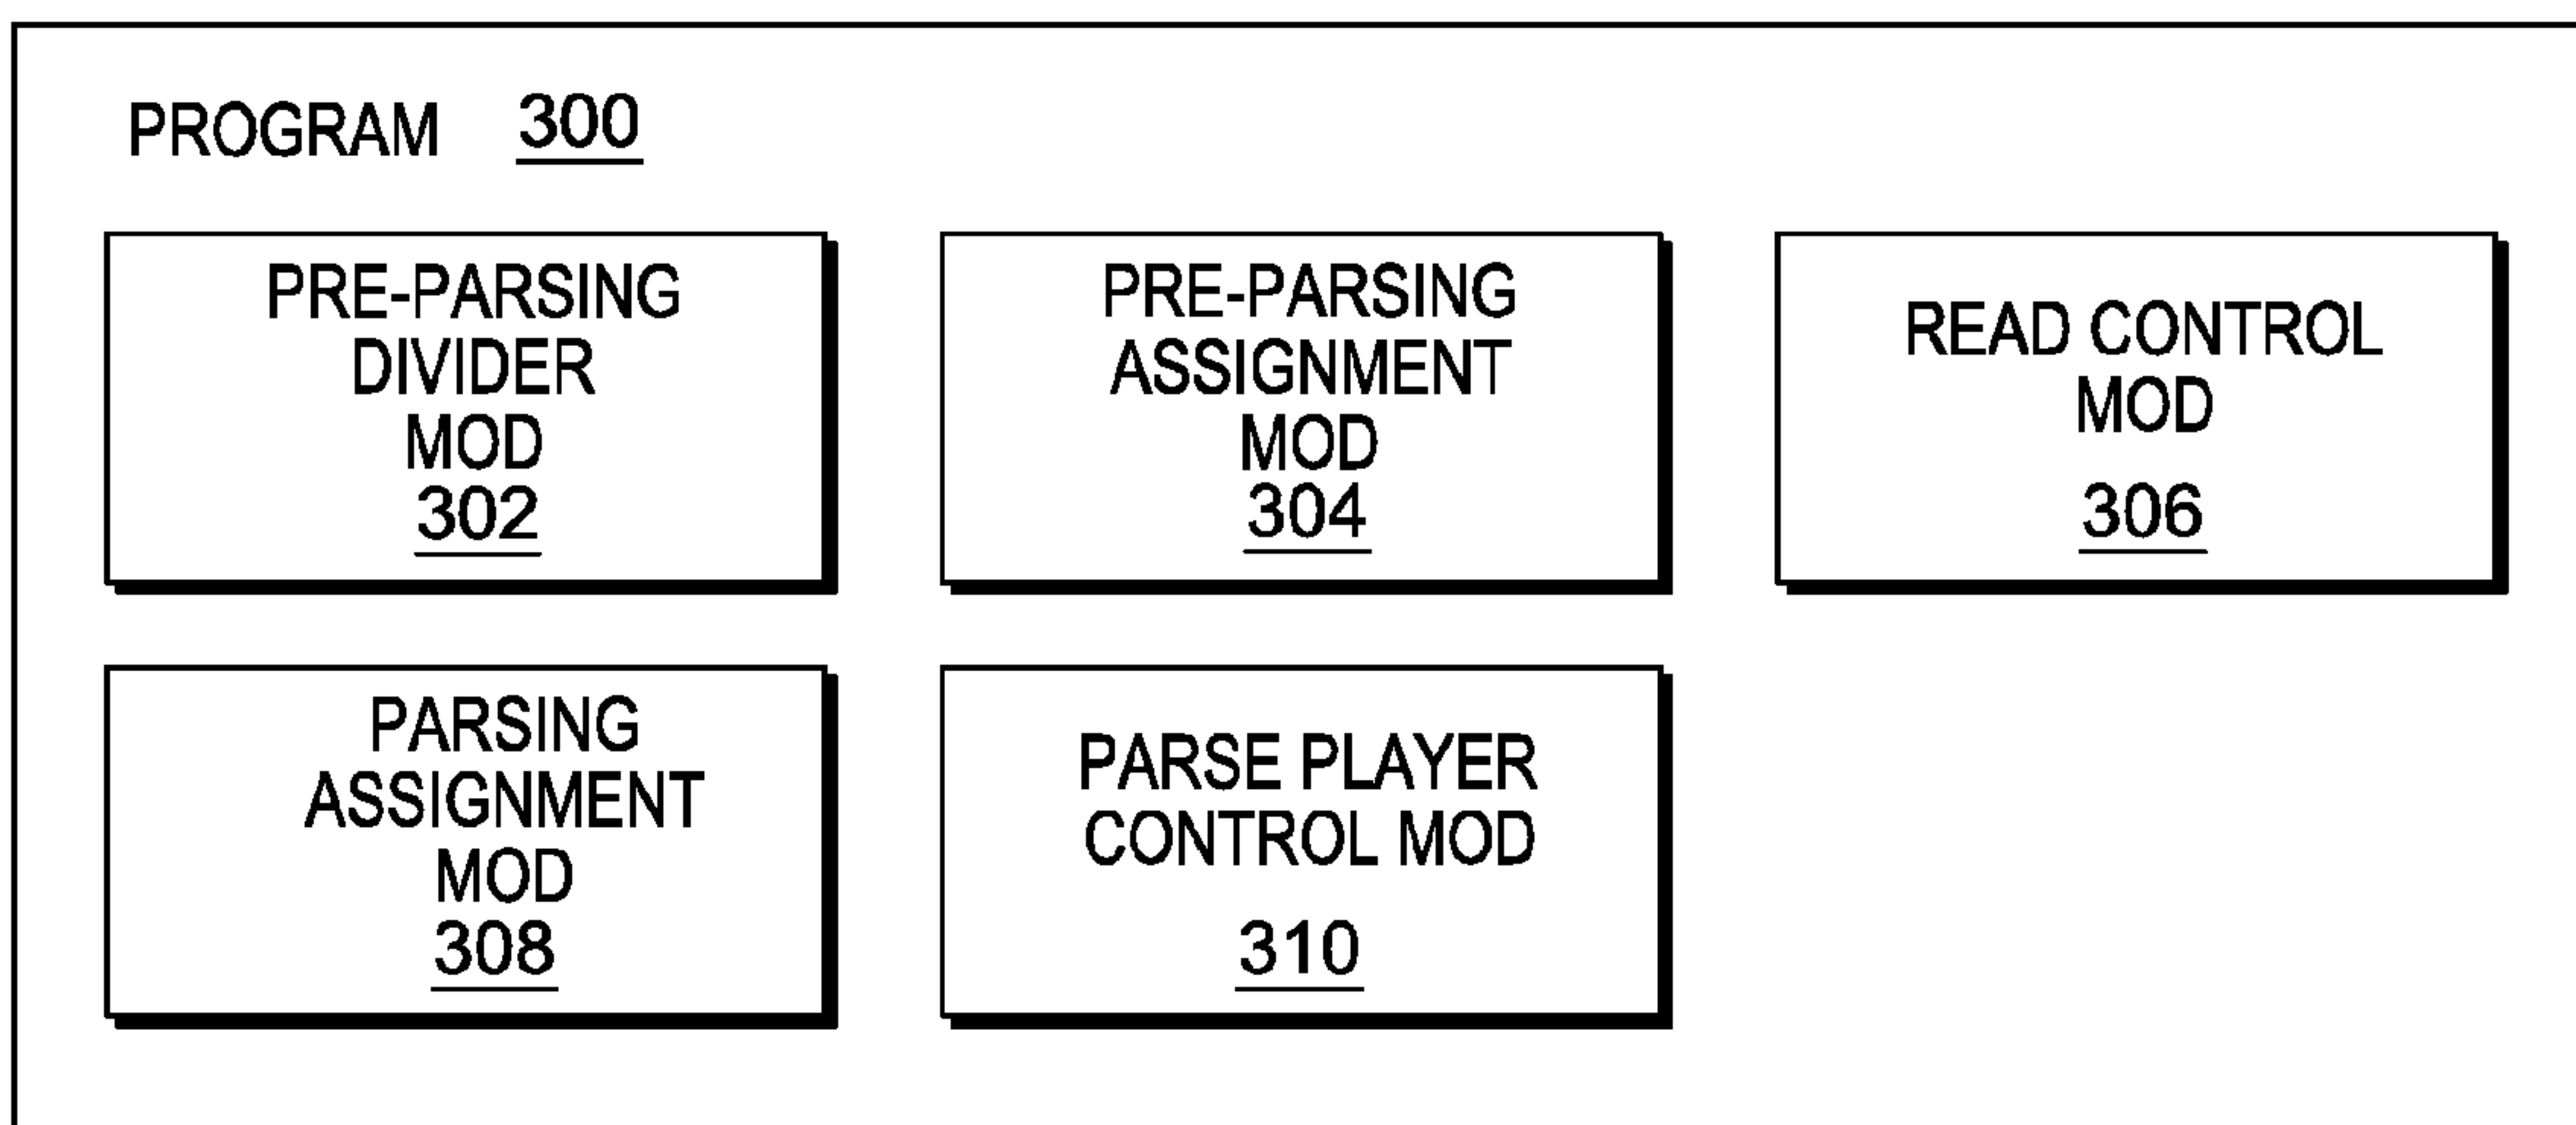 PROGRAM 300
PRE-PARSING
DIVIDER
MOD
302
PRE-PARSING
ASSIGNMENT
MOD
304
READ CONTROL
MOD
306
PARSING
ASSIGNMENT
MOD
308
PARSE PLAYER
CONTROL MOD
310